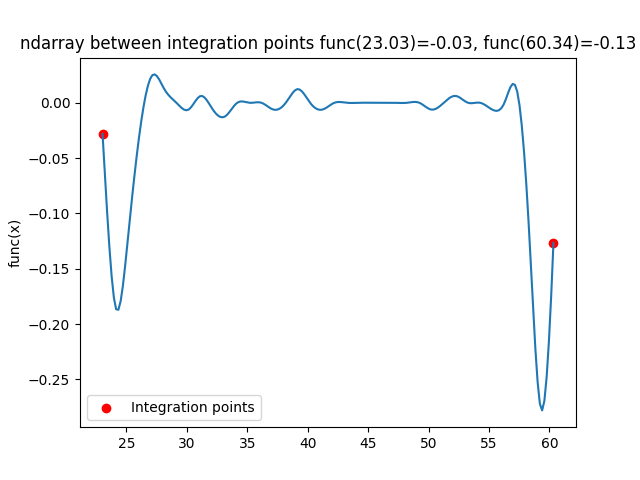 ndarray between integration points func(23.03)=-0.03, func(60.34)=-0.13
0.00
−0.05
−0.10
−0.15
−0.20
−0.25
func(x)
Integration points
25 30 35 40 45 50 55 60